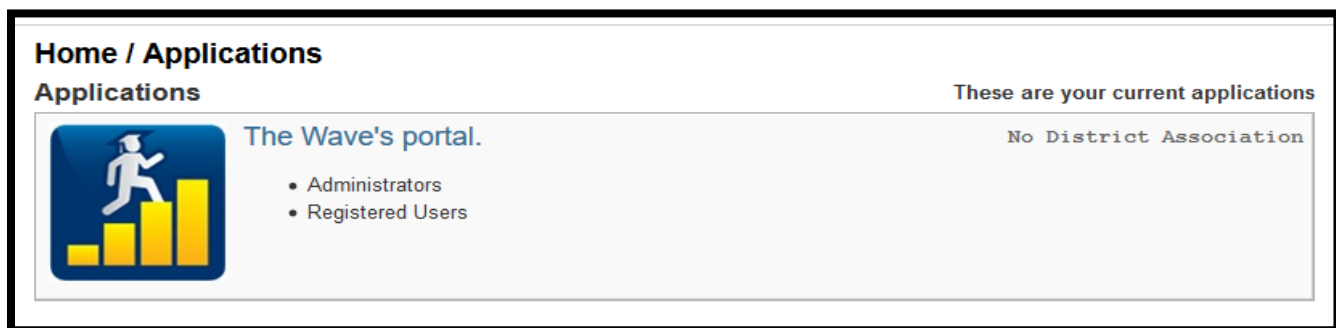 Home / Applications
Applications
These are your current applications
The Wave's portal.
No District Association
• Administrators
• Registered Users